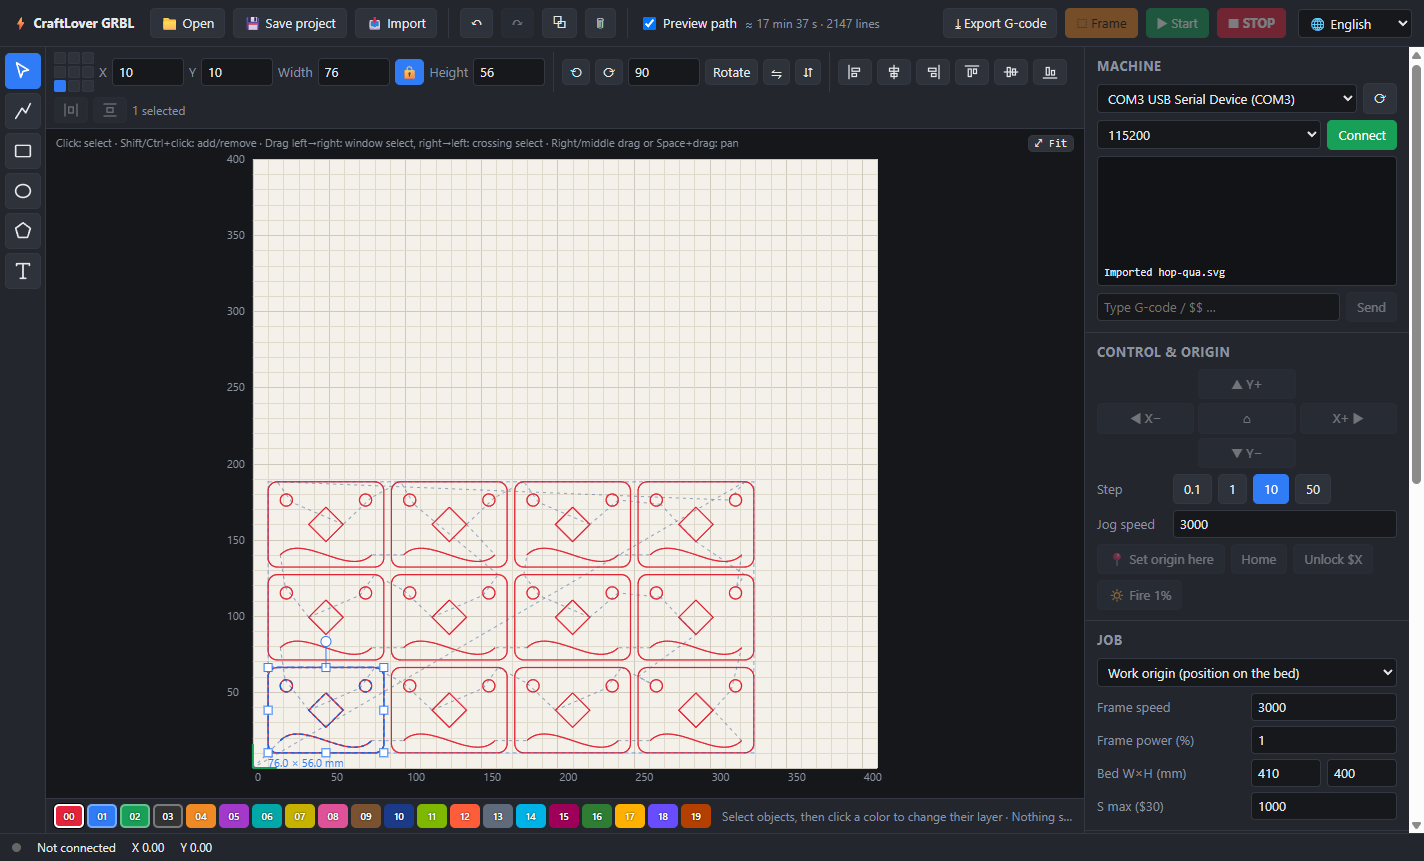 CraftLover GRBL Open Save project Import Preview path ≈ 17 min 37 s · 2147 lines Export G-code Frame Start STOP English
X 10 Y 10 Width 76 Height 56 90 Rotate
1 selected
Click: select · Shift/Ctrl+click: add/remove · Drag left→right: window select, right→left: crossing select · Right/middle drag or Space+drag: pan
Fit
400
350
300
250
200
150
100
50
76.0 × 56.0 mm
0 50 100 150 200 250 300 350 400
T
00 01 02 03 04 05 06 07 08 09 10 11 12 13 14 15 16 17 18 19 Select objects, then click a color to change their layer · Nothing s...
Not connected X 0.00 Y 0.00
MACHINE
COM3 USB Serial Device (COM3)
115200 Connect
Imported hop-qua.svg
Type G-code / $$ ... Send
CONTROL & ORIGIN
▲ Y+
◀ X− ⌂ X+ ▶
▼ Y−
Step 0.1 1 10 50
Jog speed 3000
Set origin here Home Unlock $X
Fire 1%
JOB
Work origin (position on the bed)
Frame speed 3000
Frame power (%) 1
Bed W×H (mm) 410 400
S max ($30) 1000